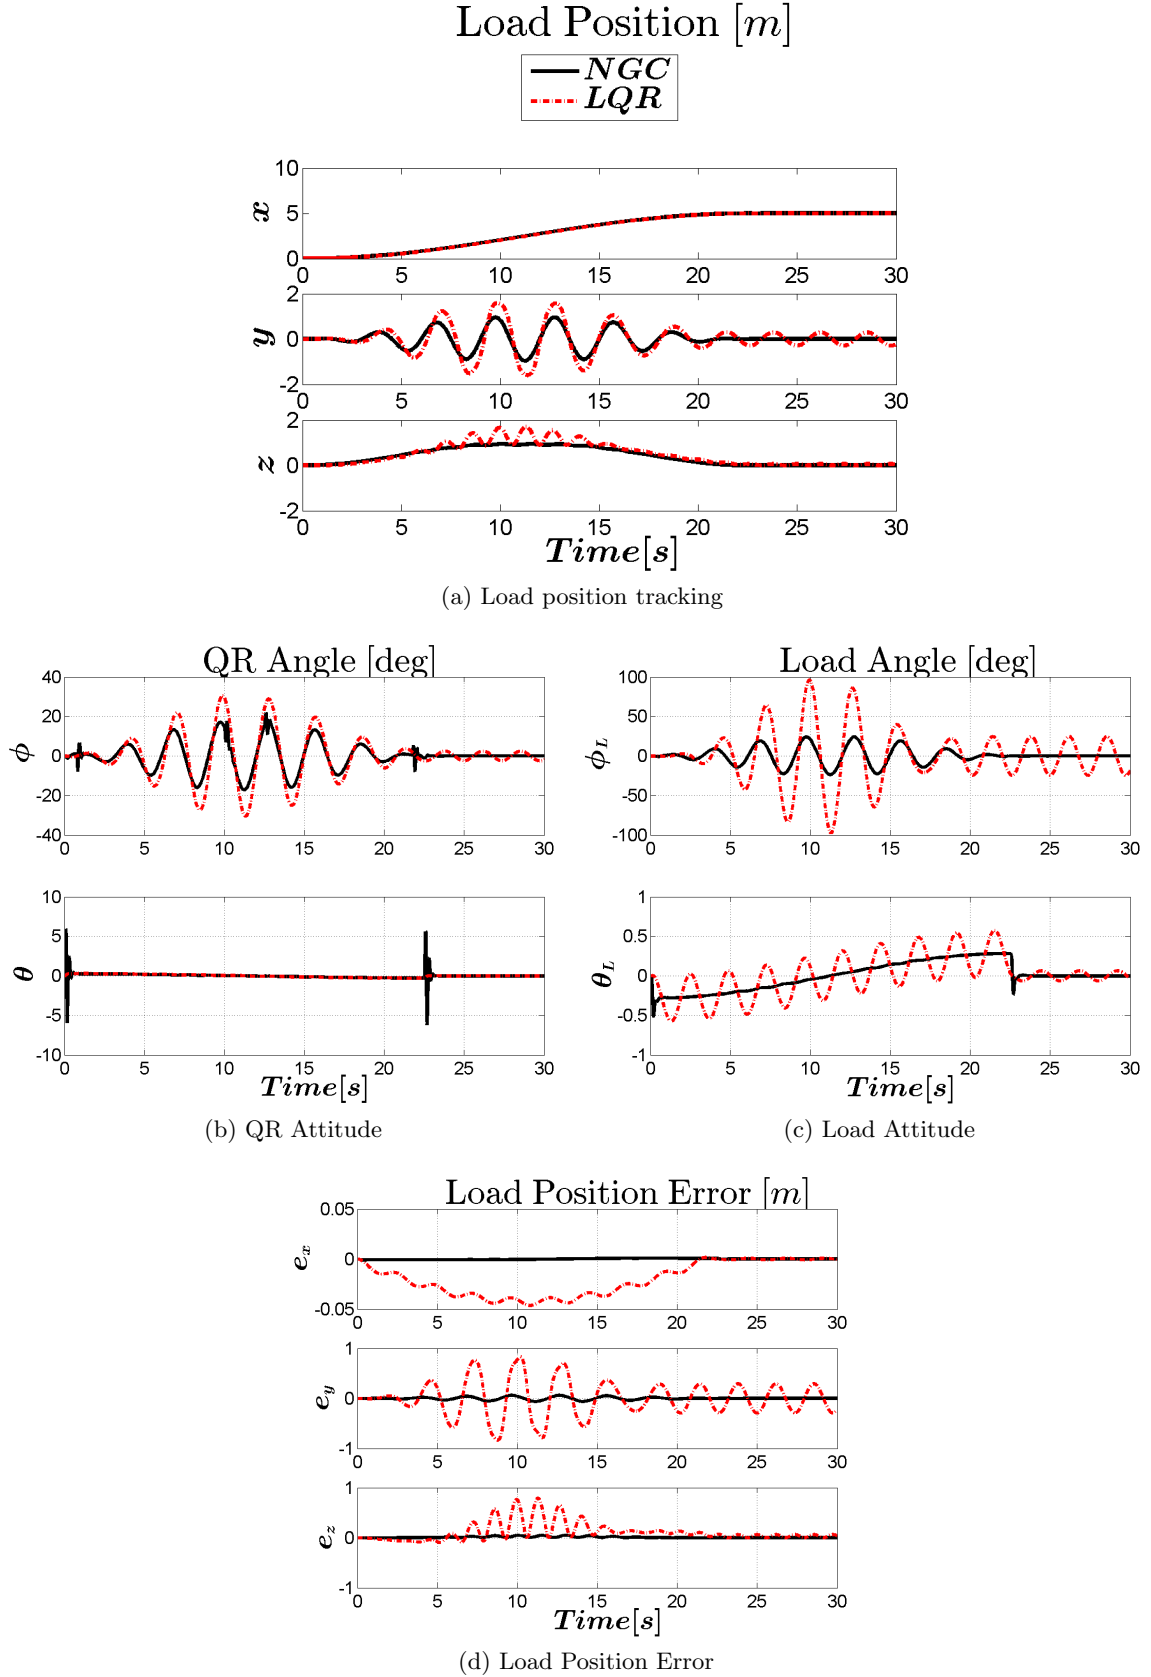 Load Position [m]
NGC
LQR
10
5
0
x
0 5 10 15 20 25 30
2
0
-2
y
0 5 10 15 20 25 30
2
0
-2
z
0 5 10 15 20 25 30
Time[s]
(a) Load position tracking
QR Angle [deg]
40
20
0
-20
-40
ϕ
0 5 10 15 20 25 30
10
5
0
-5
-10
θ
0 5 10 15 20 25 30
Time[s]
(b) QR Attitude
Load Angle [deg]
100
50
0
-50
-100
ϕL
0 5 10 15 20 25 30
1
0.5
0
-0.5
-1
θL
0 5 10 15 20 25 30
Time[s]
(c) Load Attitude
Load Position Error [m]
0.05
0
-0.05
ex
0 5 10 15 20 25 30
1
0
-1
ey
0 5 10 15 20 25 30
1
0
-1
ez
0 5 10 15 20 25 30
Time[s]
(d) Load Position Error